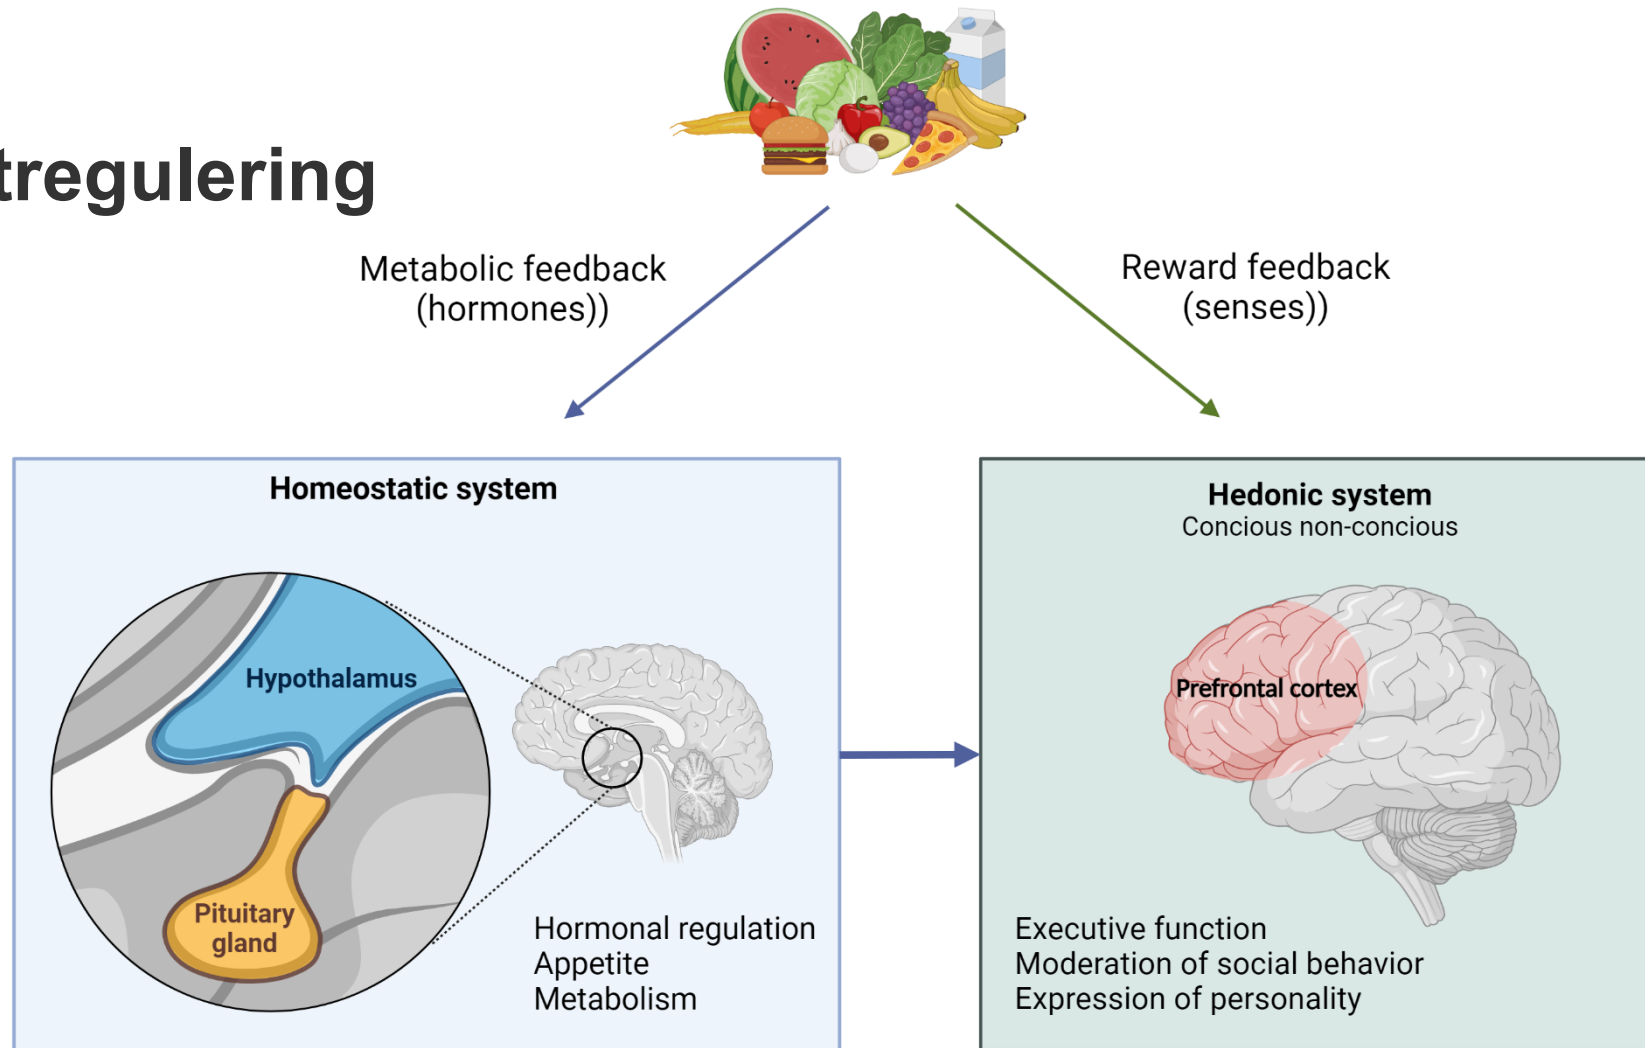 tregulering
Metabolic feedback
(hormones))
Reward feedback
(senses))
Homeostatic system
Hypothalamus
Pituitary
gland
Hormonal regulation
Appetite
Metabolism
Hedonic system
Concious non-concious
Prefrontal cortex
Executive function
Moderation of social behavior
Expression of personality